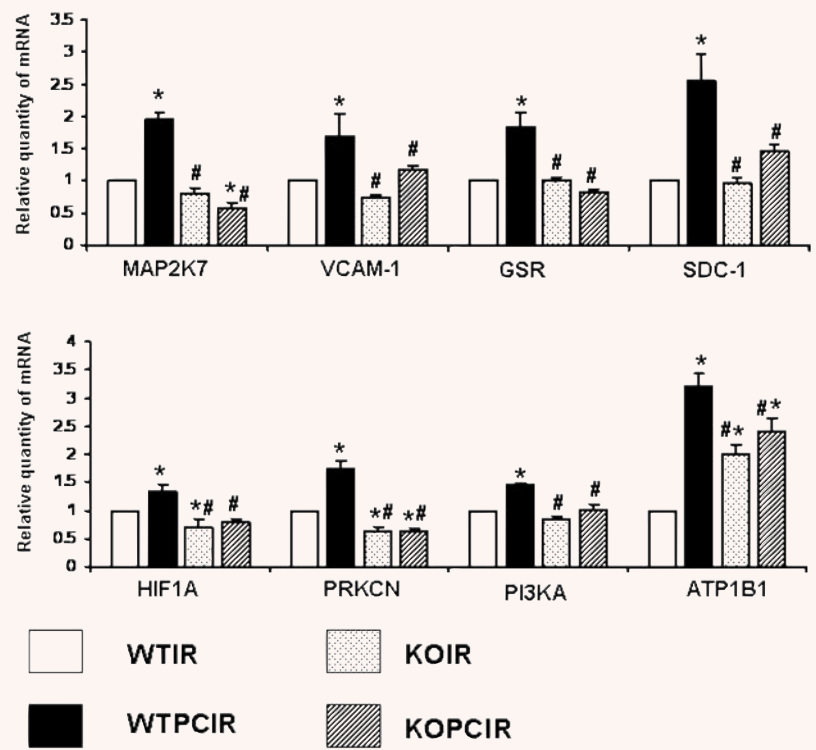 Relative quantity of mRNA
3.5
3
2.5
2
1.5
1
0.5
0
* # *# * # # * # # * # #
MAP2K7 VCAM-1 GSR SDC-1
Relative quantity of mRNA
4
3.5
3
2.5
2
1.5
1
0.5
0
* *# # * *# *# * # # * #* #*
HIF1A PRKCN PI3KA ATP1B1
WTIR KOIR
WTPCIR KOPCIR